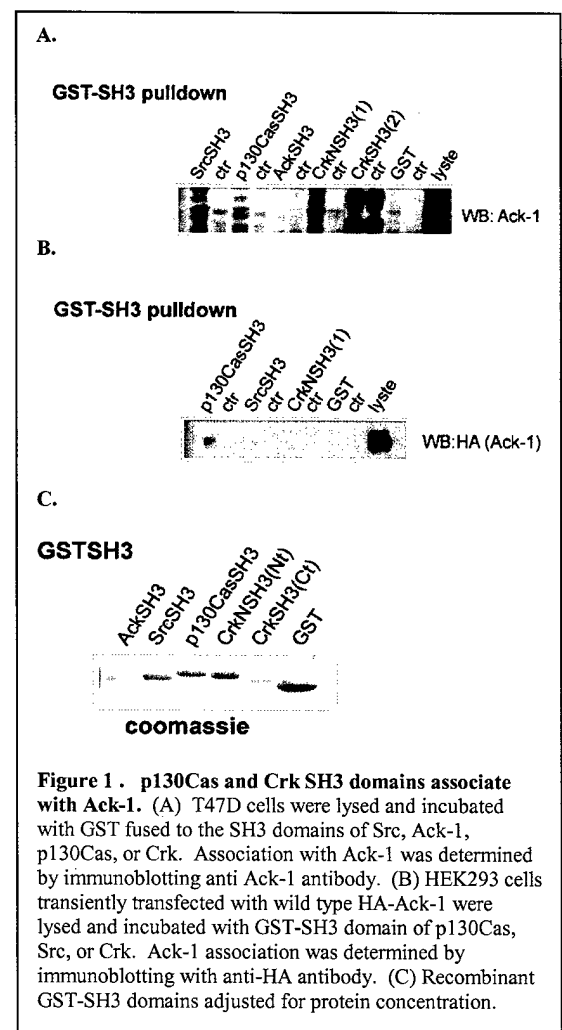 A.
GST-SH3 pulldown
SrcSH3 ctr p130CasSH3 ctr AckSH3 ctr CrkNSH3(1) ctr CrkSH3(2) ctr GST ctr lyste
WB: Ack-1
B.
GST-SH3 pulldown
p130CasSH3 ctr SrcSH3 ctr CrkNSH3(1) ctr GST ctr lyste
WB:HA (Ack-1)
C.
GSTSH3
AckSH3 SrcSH3 p130CasSH3 CrkNSH3(Nt) CrkSH3(Ct) GST
coomassie
Figure 1 . p130Cas and Crk SH3 domains associate
with Ack-1. (A) T47D cells were lysed and incubated
with GST fused to the SH3 domains of Src, Ack-1,
p130Cas, or Crk. Association with Ack-1 was determined
by immunoblotting anti Ack-1 antibody. (B) HEK293 cells
transiently transfected with wild type HA-Ack-1 were
lysed and incubated with GST-SH3 domain of p130Cas,
Src, or Crk. Ack-1 association was determined by
immunoblotting with anti-HA antibody. (C) Recombinant
GST-SH3 domains adjusted for protein concentration.